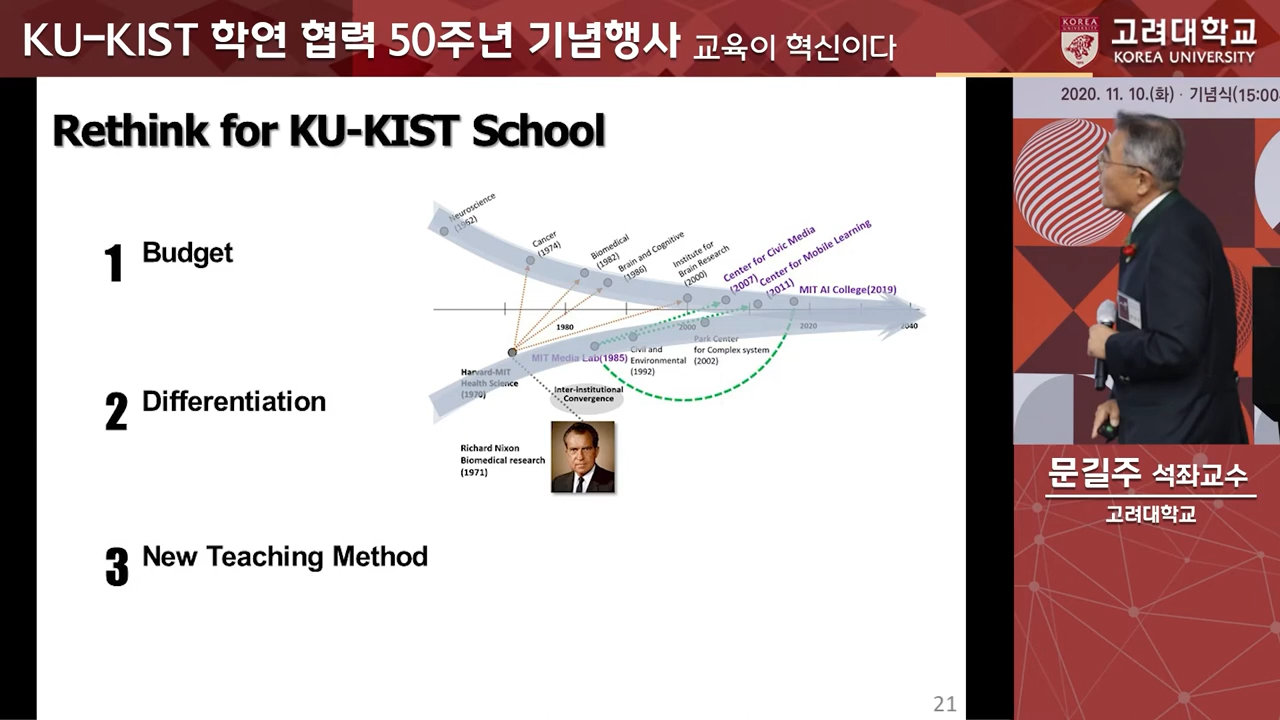 KU-KIST 학연 협력 50주년 기념행사 교육이 혁신이다
KOREA
UNIVERSITY
고려대학교
KOREA UNIVERSITY
2020. 11. 10.(화) · 기념식(15:00
Rethink for KU-KIST School
1 Budget
2 Differentiation
3 New Teaching Method
Neuroscience
(1962)
Cancer
(1974)
Biomedical
(1982)
Brain and Cognitive
(1986)
Institute for
Brain Research
(2000)
Center for Civic Media
(2007)
Center for Mobile Learning
(2011)
MIT AI College(2019)
1980
2000
2020
2040
MIT Media Lab(1985)
Civil and
Environmental
(1992)
Park Center
for Complex system
(2002)
Harvard-MIT
Health Science
(1970)
Inter-institutional
Convergence
Richard Nixon
Biomedical research
(1971)
21
문길주 석좌교수
고려대학교